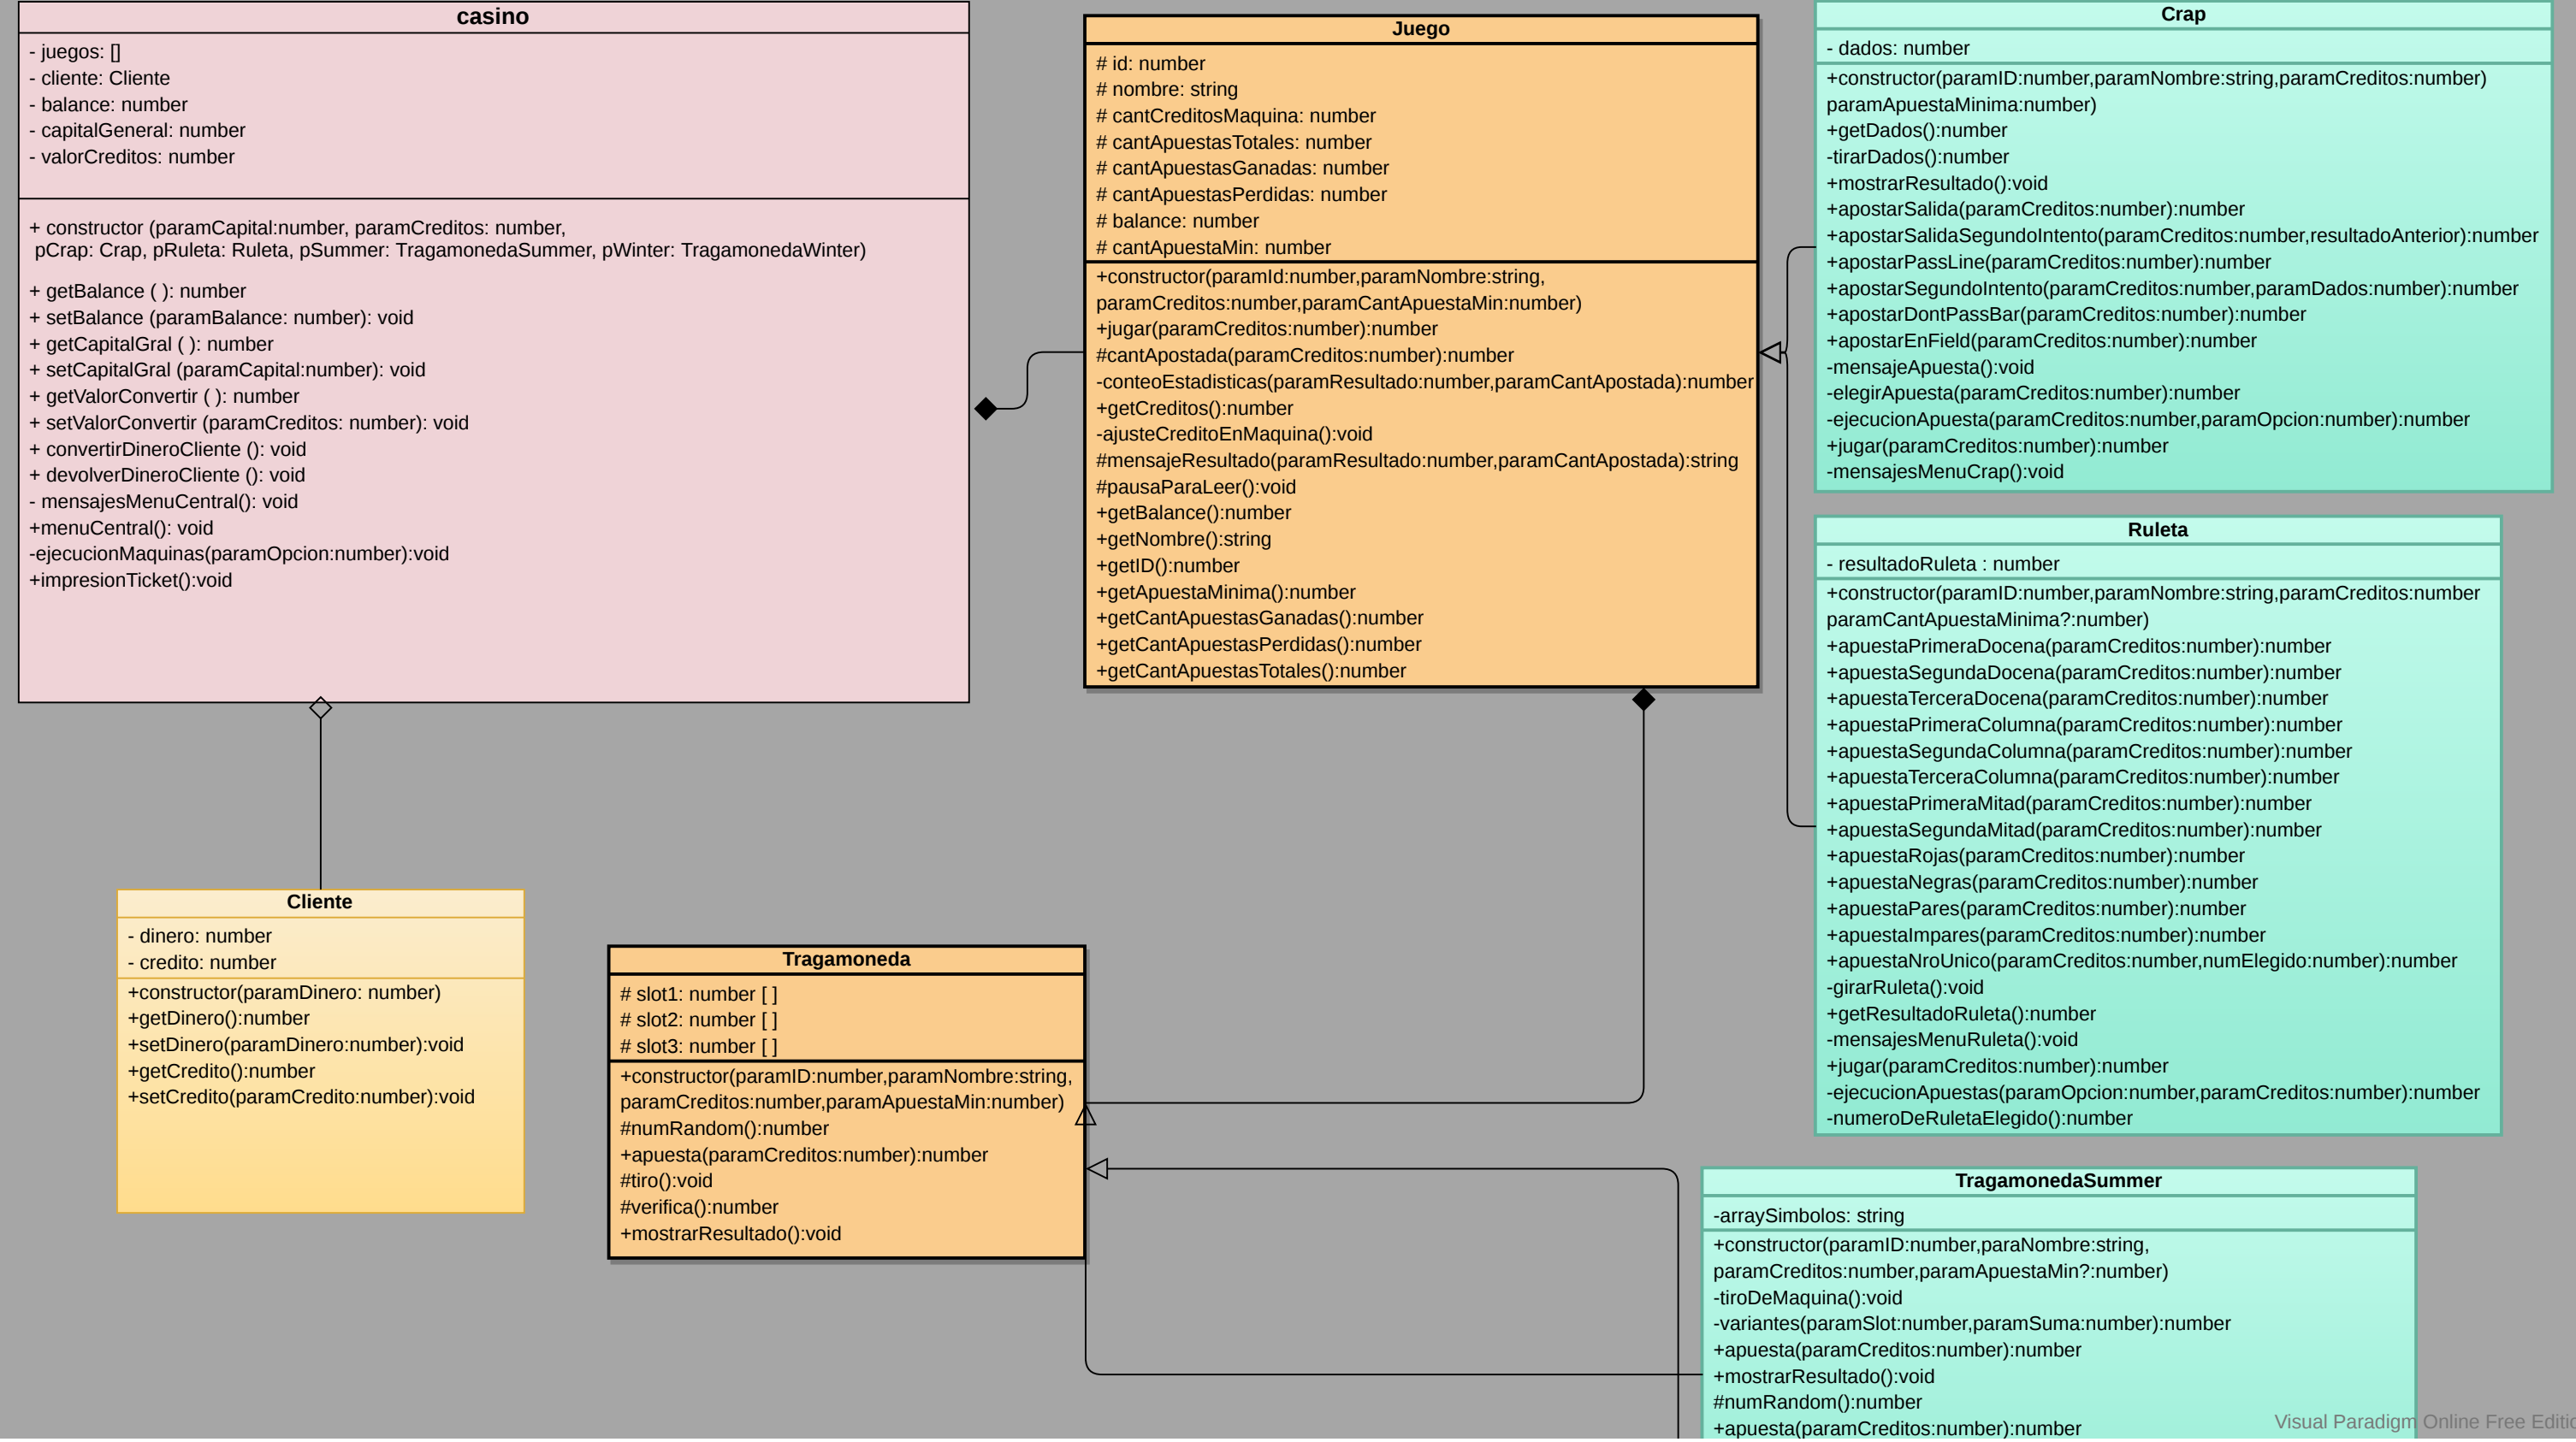 casino
- juegos: []
- cliente: Cliente
- balance: number
- capitalGeneral: number
- valorCreditos: number
+ constructor (paramCapital:number, paramCreditos: number,
pCrap: Crap, pRuleta: Ruleta, pSummer: TragamonedaSummer, pWinter: TragamonedaWinter)
+ getBalance ( ): number
+ setBalance (paramBalance: number): void
+ getCapitalGral ( ): number
+ setCapitalGral (paramCapital:number): void
+ getValorConvertir ( ): number
+ setValorConvertir (paramCreditos: number): void
+ convertirDineroCliente (): void
+ devolverDineroCliente (): void
- mensajesMenuCentral(): void
+menuCentral(): void
-ejecucionMaquinas(paramOpcion:number):void
+impresionTicket():void
Juego
# id: number
# nombre: string
# cantCreditosMaquina: number
# cantApuestasTotales: number
# cantApuestasGanadas: number
# cantApuestasPerdidas: number
# balance: number
# cantApuestaMin: number
+constructor(paramId:number,paramNombre:string,
paramCreditos:number,paramCantApuestaMin:number)
+jugar(paramCreditos:number):number
#cantApostada(paramCreditos:number):number
-conteoEstadisticas(paramResultado:number,paramCantApostada):number
+getCreditos():number
-ajusteCreditoEnMaquina():void
#mensajeResultado(paramResultado:number,paramCantApostada):string
#pausaParaLeer():void
+getBalance():number
+getNombre():string
+getID():number
+getApuestaMinima():number
+getCantApuestasGanadas():number
+getCantApuestasPerdidas():number
+getCantApuestasTotales():number
Crap
- dados: number
+constructor(paramID:number,paramNombre:string,paramCreditos:number)
paramApuestaMinima:number)
+getDados():number
-tirarDados():number
+mostrarResultado():void
+apostarSalida(paramCreditos:number):number
+apostarSalidaSegundoIntento(paramCreditos:number,resultadoAnterior):number
+apostarPassLine(paramCreditos:number):number
+apostarSegundoIntento(paramCreditos:number,paramDados:number):number
+apostarDontPassBar(paramCreditos:number):number
+apostarEnField(paramCreditos:number):number
-mensajeApuesta():void
-elegirApuesta(paramCreditos:number):number
-ejecucionApuesta(paramCreditos:number,paramOpcion:number):number
+jugar(paramCreditos:number):number
-mensajesMenuCrap():void
Ruleta
- resultadoRuleta : number
+constructor(paramID:number,paramNombre:string,paramCreditos:number
paramCantApuestaMinima?:number)
+apuestaPrimeraDocena(paramCreditos:number):number
+apuestaSegundaDocena(paramCreditos:number):number
+apuestaTerceraDocena(paramCreditos:number):number
+apuestaPrimeraColumna(paramCreditos:number):number
+apuestaSegundaColumna(paramCreditos:number):number
+apuestaTerceraColumna(paramCreditos:number):number
+apuestaPrimeraMitad(paramCreditos:number):number
+apuestaSegundaMitad(paramCreditos:number):number
+apuestaRojas(paramCreditos:number):number
+apuestaNegras(paramCreditos:number):number
+apuestaPares(paramCreditos:number):number
+apuestaImpares(paramCreditos:number):number
+apuestaNroUnico(paramCreditos:number,numElegido:number):number
-girarRuleta():void
+getResultadoRuleta():number
-mensajesMenuRuleta():void
+jugar(paramCreditos:number):number
-ejecucionApuestas(paramOpcion:number,paramCreditos:number):number
-numeroDeRuletaElegido():number
Cliente
- dinero: number
- credito: number
+constructor(paramDinero: number)
+getDinero():number
+setDinero(paramDinero:number):void
+getCredito():number
+setCredito(paramCredito:number):void
Tragamoneda
# slot1: number [ ]
# slot2: number [ ]
# slot3: number [ ]
+constructor(paramID:number,paramNombre:string,
paramCreditos:number,paramApuestaMin:number)
#numRandom():number
+apuesta(paramCreditos:number):number
#tiro():void
#verifica():number
+mostrarResultado():void
TragamonedaSummer
-arraySimbolos: string
+constructor(paramID:number,paraNombre:string,
paramCreditos:number,paramApuestaMin?:number)
-tiroDeMaquina():void
-variantes(paramSlot:number,paramSuma:number):number
+apuesta(paramCreditos:number):number
+mostrarResultado():void
#numRandom():number
+apuesta(paramCreditos:number):number
Visual Paradigm Online Free Editio